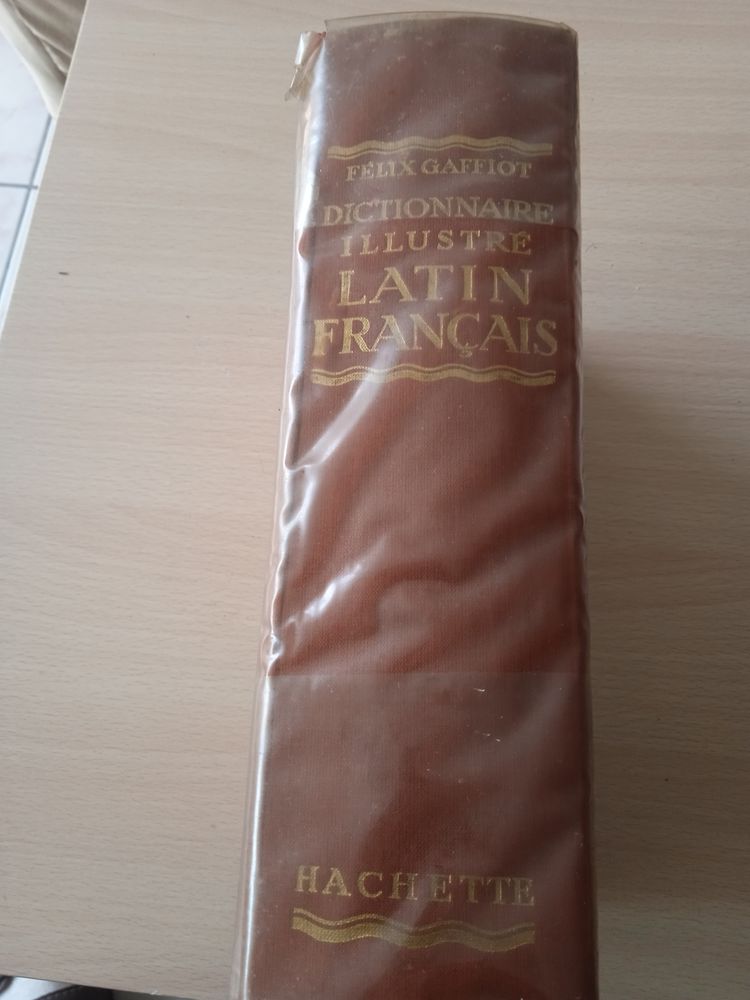 FÉLIX GAFFIOT
DICTIONNAIRE
ILLUSTRÉ
LATIN
FRANÇAIS
HACHETTE